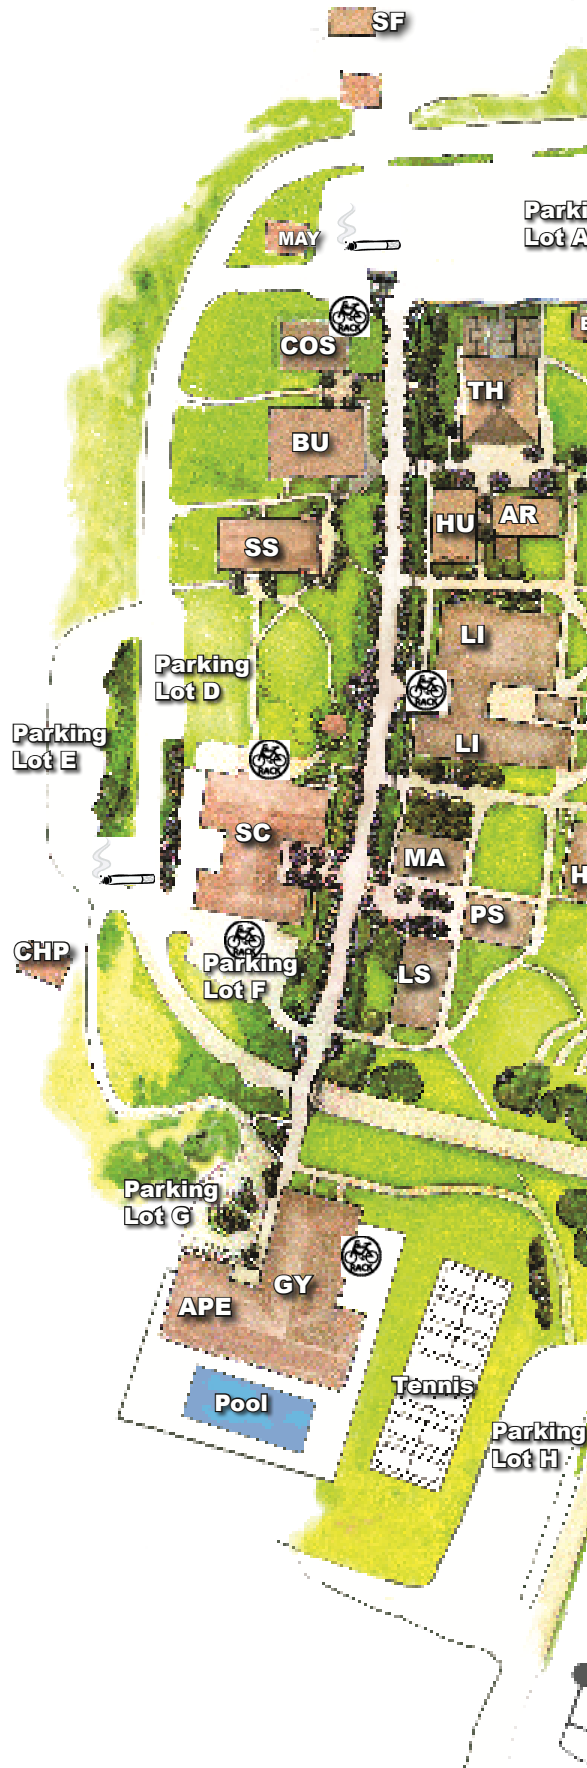 SF
Parki
Lot A
MAY
RACK
COS
TH
BU
HU
AR
SS
LI
Parking
Lot D
RACK
Parking
Lot E
LI
RACK
SC
MA
H
PS
RACK
CHP
Parking
Lot F
LS
Parking
Lot G
RACK
GY
APE
Tennis
Pool
Parking
Lot H